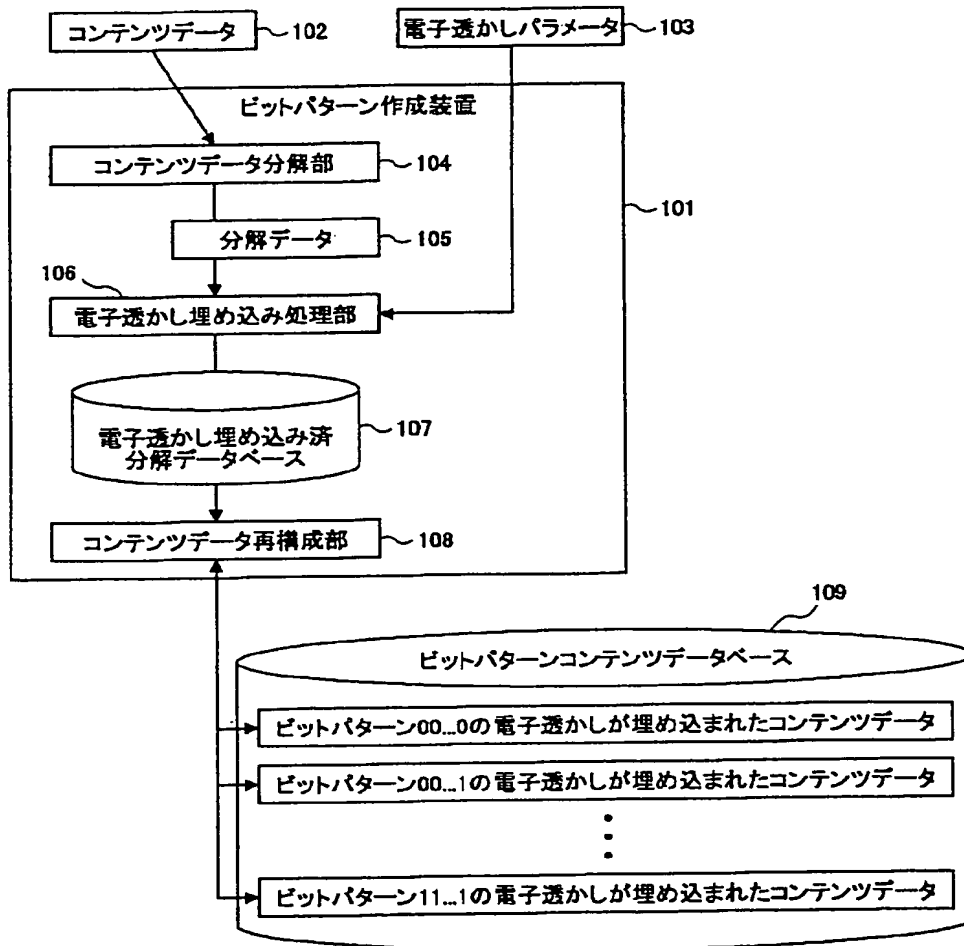 コンテンツデータ 102
電子透かしパラメータ 103
ビットパターン作成装置
コンテンツデータ分解部 104
101
分解データ 105
106
電子透かし埋め込み処理部
電子透かし埋め込み済
分解データベース
107
コンテンツデータ再構成部 108
109
ビットパターンコンテンツデータベース
ビットパターン00...0の電子透かしが埋め込まれたコンテンツデータ
ビットパターン00...1の電子透かしが埋め込まれたコンテンツデータ
ビットパターン11...1の電子透かしが埋め込まれたコンテンツデータ